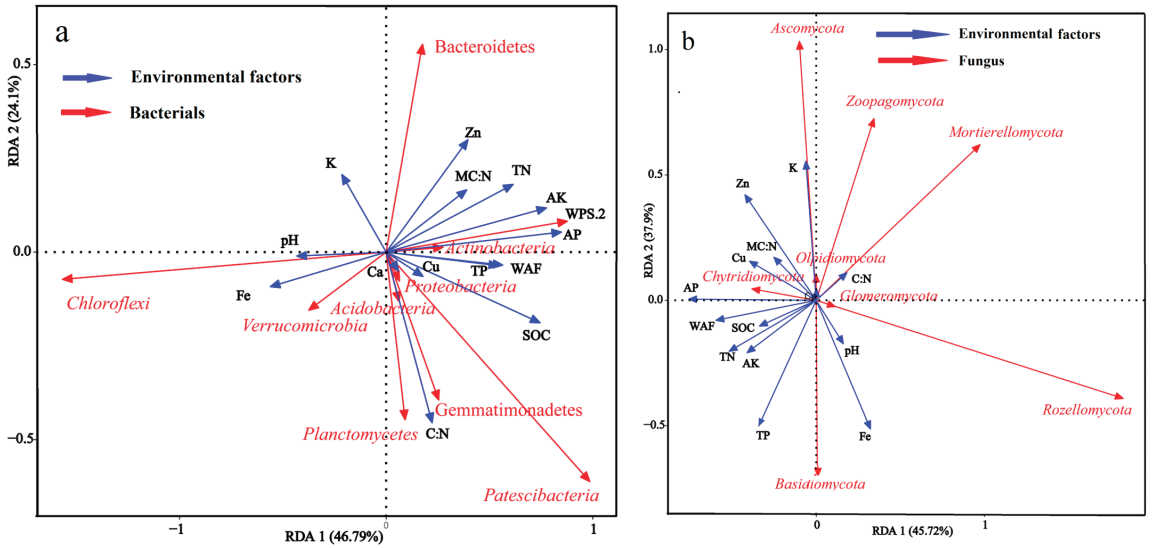 a
Bacteroidetes
0.5
Environmental factors
Bacterials
Zn
K
TN
MC:N
AK
WPS.2
AP
pH
Actinobacteria
0.0
Ca
Cu
TP
WAF
Proteobacteria
Fe
Chloroflexi
Acidobacteria
Verrucomicrobia
SOC
Gemmatimonadetes
Planctomycetes
C:N
−0.5
Patescibacteria
−1
0
1
RDA 1 (46.79%)
RDA 2 (24.1%)
b
Ascomycota
Environmental factors
1.0
Fungus
Zoopagomycota
Mortierellomycota
K
Zn
0.5
MC:N
Cu
Olpidiomycota
Chytridiomycota
C:N
AP
Glomeromycota
0.0
WAF
SOC
TN
AK
pH
Rozellomycota
TP
Fe
−0.5
Basidiomycota
0
1
RDA 1 (45.72%)
RDA 2 (37.9%)